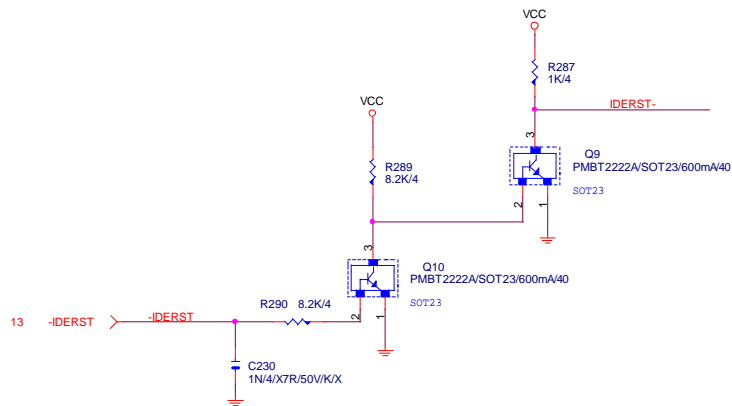 VCC
R287
1K/4
IDERST-
VCC
3
Q9
PMBT2222A/SOT23/600mA/40
SOT23
R289
8.2K/4
2
1
3
Q10
PMBT2222A/SOT23/600mA/40
SOT23
R290 8.2K/4
2
1
13 -IDERST
-IDERST
C230
1N/4/X7R/50V/K/X